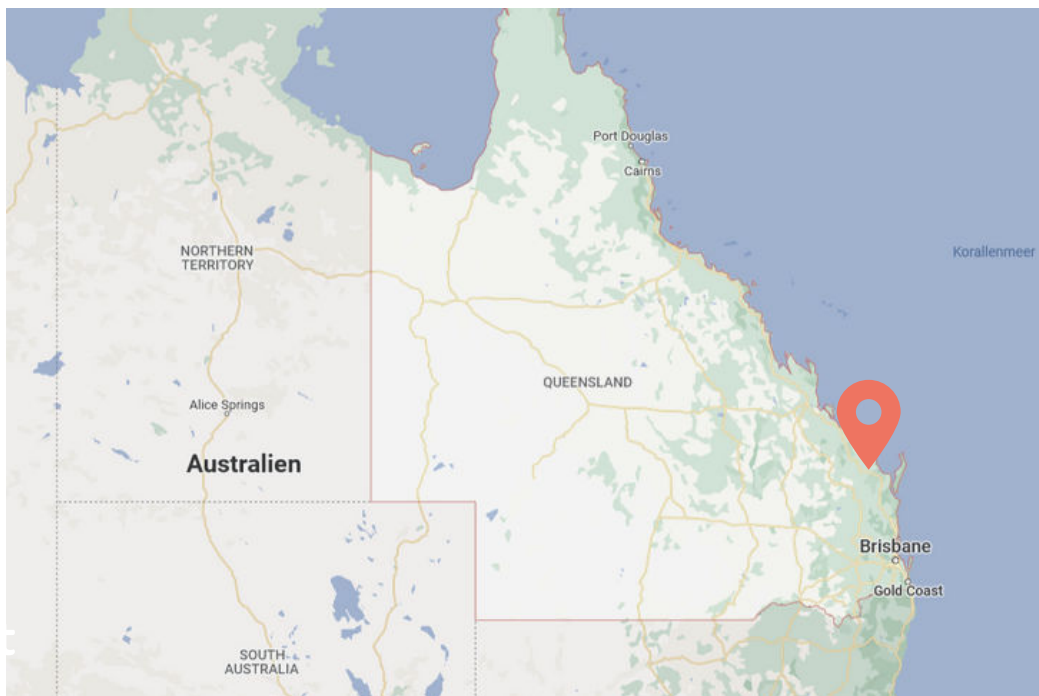 Port Douglas
Cairns
Korallenmeer
NORTHERN
TERRITORY
QUEENSLAND
Alice Springs
Australien
Brisbane
Gold Coast
t
SOUTH
AUSTRALIA